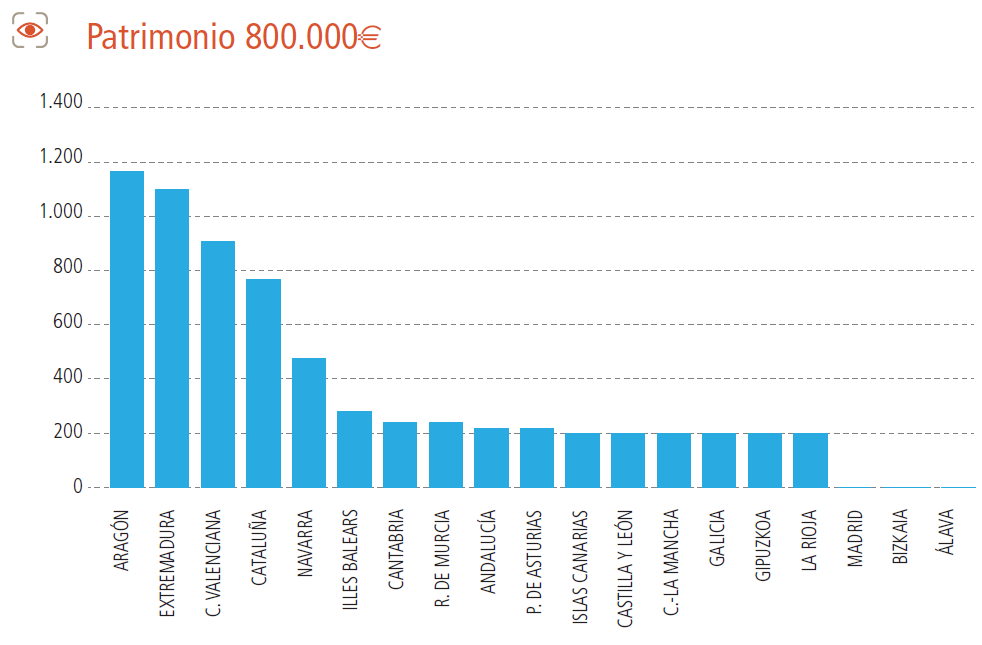 Patrimonio 800.000€
1.400
1.200
1.000
800
600
400
200
0
ARAGÓN
EXTREMADURA
C. VALENCIANA
CATALUÑA
NAVARRA
ILLES BALEARS
CANTABRIA
R. DE MURCIA
ANDALUCÍA
P. DE ASTURIAS
ISLAS CANARIAS
CASTILLA Y LEÓN
C.-LA MANCHA
GALICIA
GIPUZKOA
LA RIOJA
MADRID
BIZKAIA
ÁLAVA